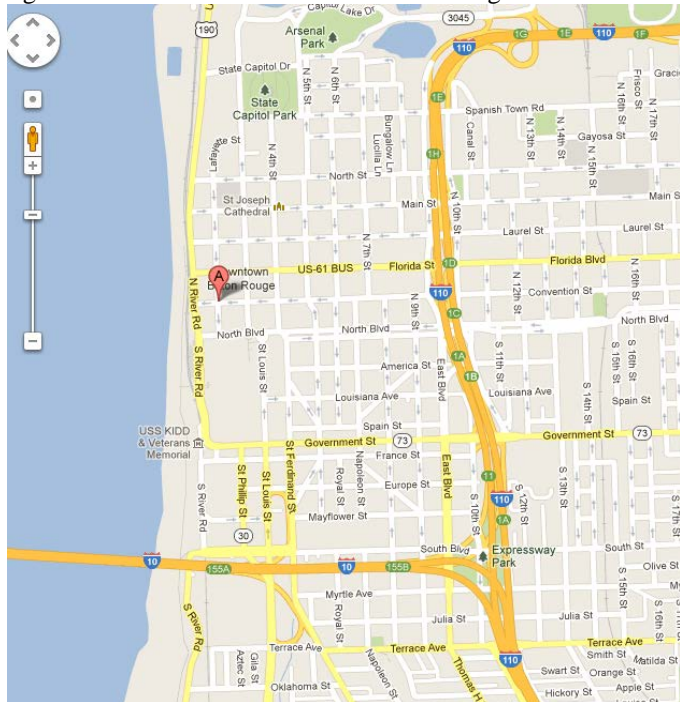 Capitol Lake Dr
3045
190
Arsenal
Park
1G
1E
110
1F
110
State Capitol Dr
N 5th St
N 6th St
1E
Frisco St
State
Capitol Park
Spanish Town Rd
N 16th St
N 17th St
Bungalow Ln
Lucilla Ln
Canal St
N 13th St
N 14th St
Gayosa St
N 4th St
1H
N 15th St
North St
St Joseph
Cathedral
Main St
N 10th St
Main S
Laurel St
Laurel St
N 7th St
US-61 BUS
Florida St
1D
Florida Blvd
A
N River Rd
110
N 12th St
Convention St
N 9th St
1C
North Blvd
North Blvd
North Blvd
S River Rd
St Louis St
1A
S 11th St
S 15th St
S 16th St
America St
1B
East Blvd
S 14th St
Louisiana Ave
Louisiana Ave
Spain St
Spain St
USS KIDD
& Veterans
Memorial
Government St
73
Government St
73
St Ferdinand St
Napoleon St
France St
St Phillip St
St Louis St
Royal St
East Blvd
11
S River Rd
Europe St
S 10th St
110
S 12th St
S 13th St
S 17th St
Mayflower St
1A
30
South Blvd
Expressway
Park
South St
10
155A
10
155B
Olive St
Myrtle Ave
S 15th St
S River Rd
Royal St
Julia St
Julia St
S 16th St
Terrace Ave
110
Terrace Ave
Gila St
Aztec St
Napoleon St
Thomas H
Smith St
Matilda St
Swart St
Orange St
Oklahoma St
Apple St
Hickory St